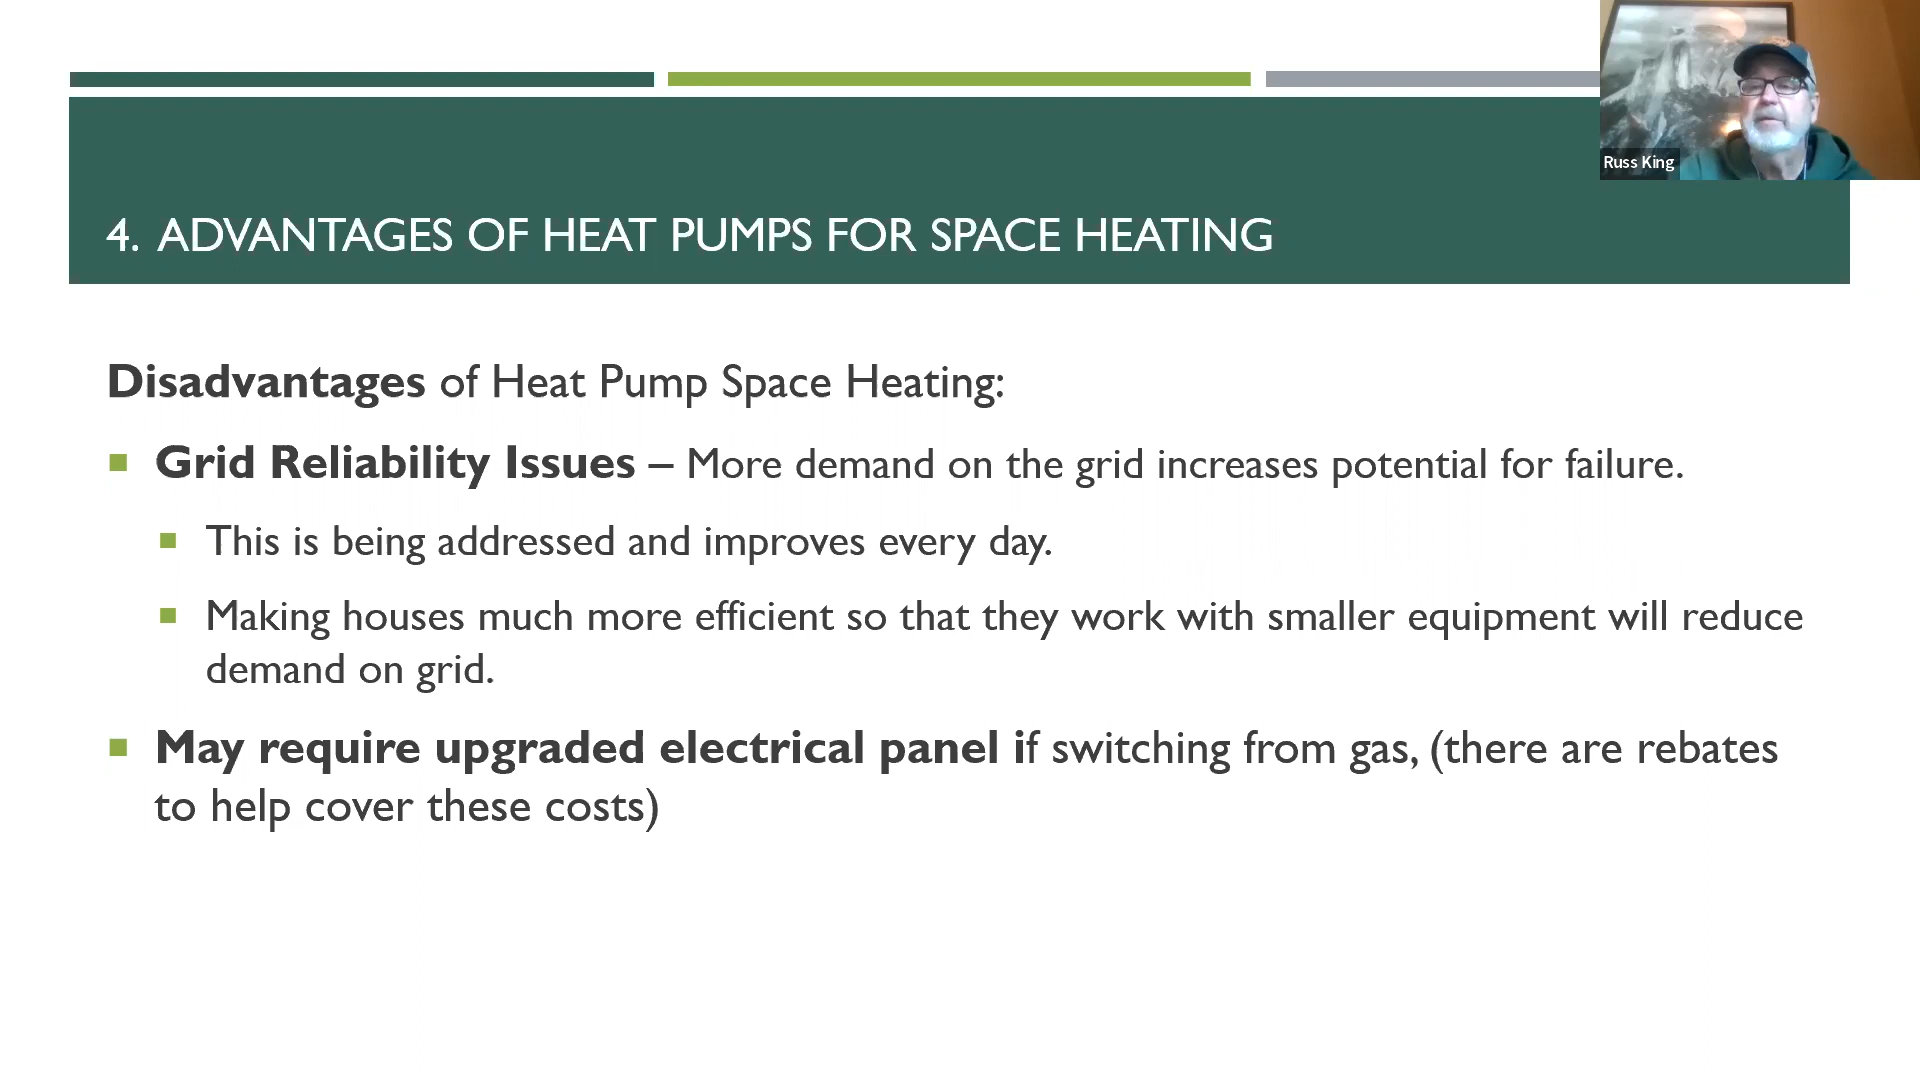 Russ King
4. ADVANTAGES OF HEAT PUMPS FOR SPACE HEATING
Disadvantages of Heat Pump Space Heating:
Grid Reliability Issues – More demand on the grid increases potential for failure.
This is being addressed and improves every day.
Making houses much more efficient so that they work with smaller equipment will reduce
demand on grid.
May require upgraded electrical panel if switching from gas, (there are rebates
to help cover these costs)